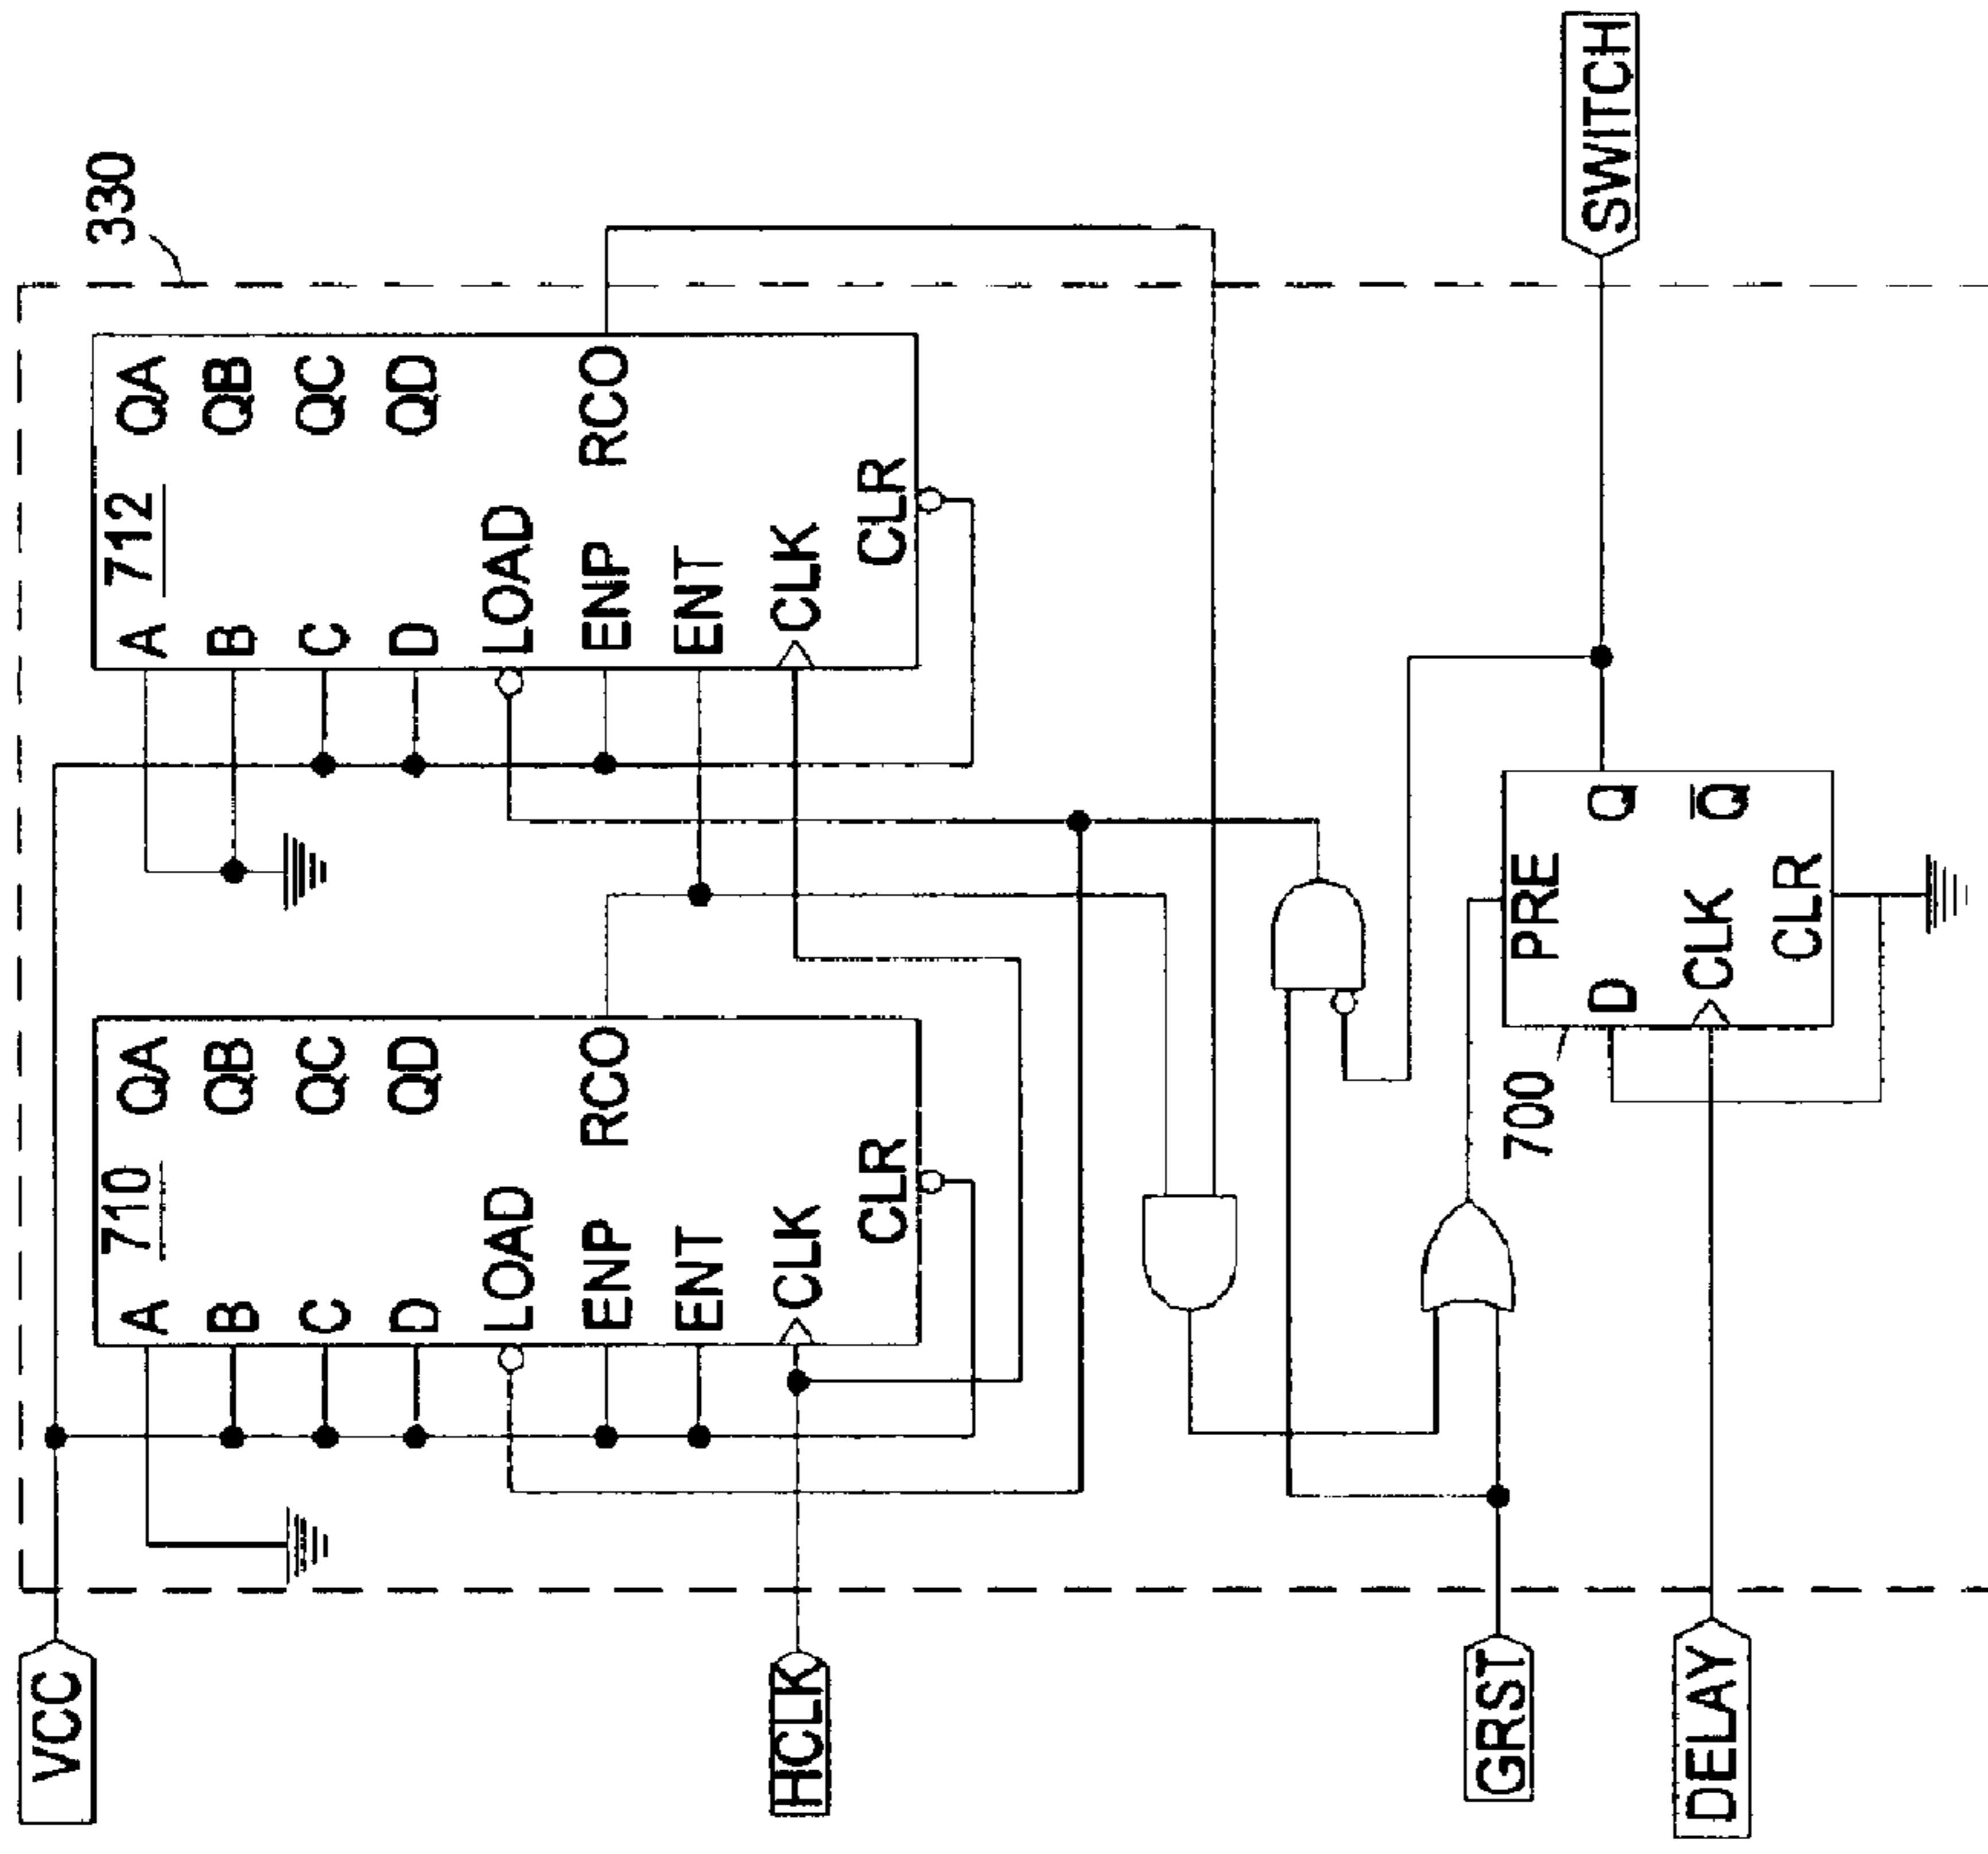 330
VCC
HCLK
GRST
DELAY
SWITCH
710
A
B
C
D
LOAD
ENP
ENT
CLK
CLR
QA
QB
QC
QD
RCO
712
A
B
C
D
LOAD
ENP
ENT
CLK
CLR
QA
QB
QC
QD
RCO
700
PRE
D
CLK
CLR
Q
Q̅